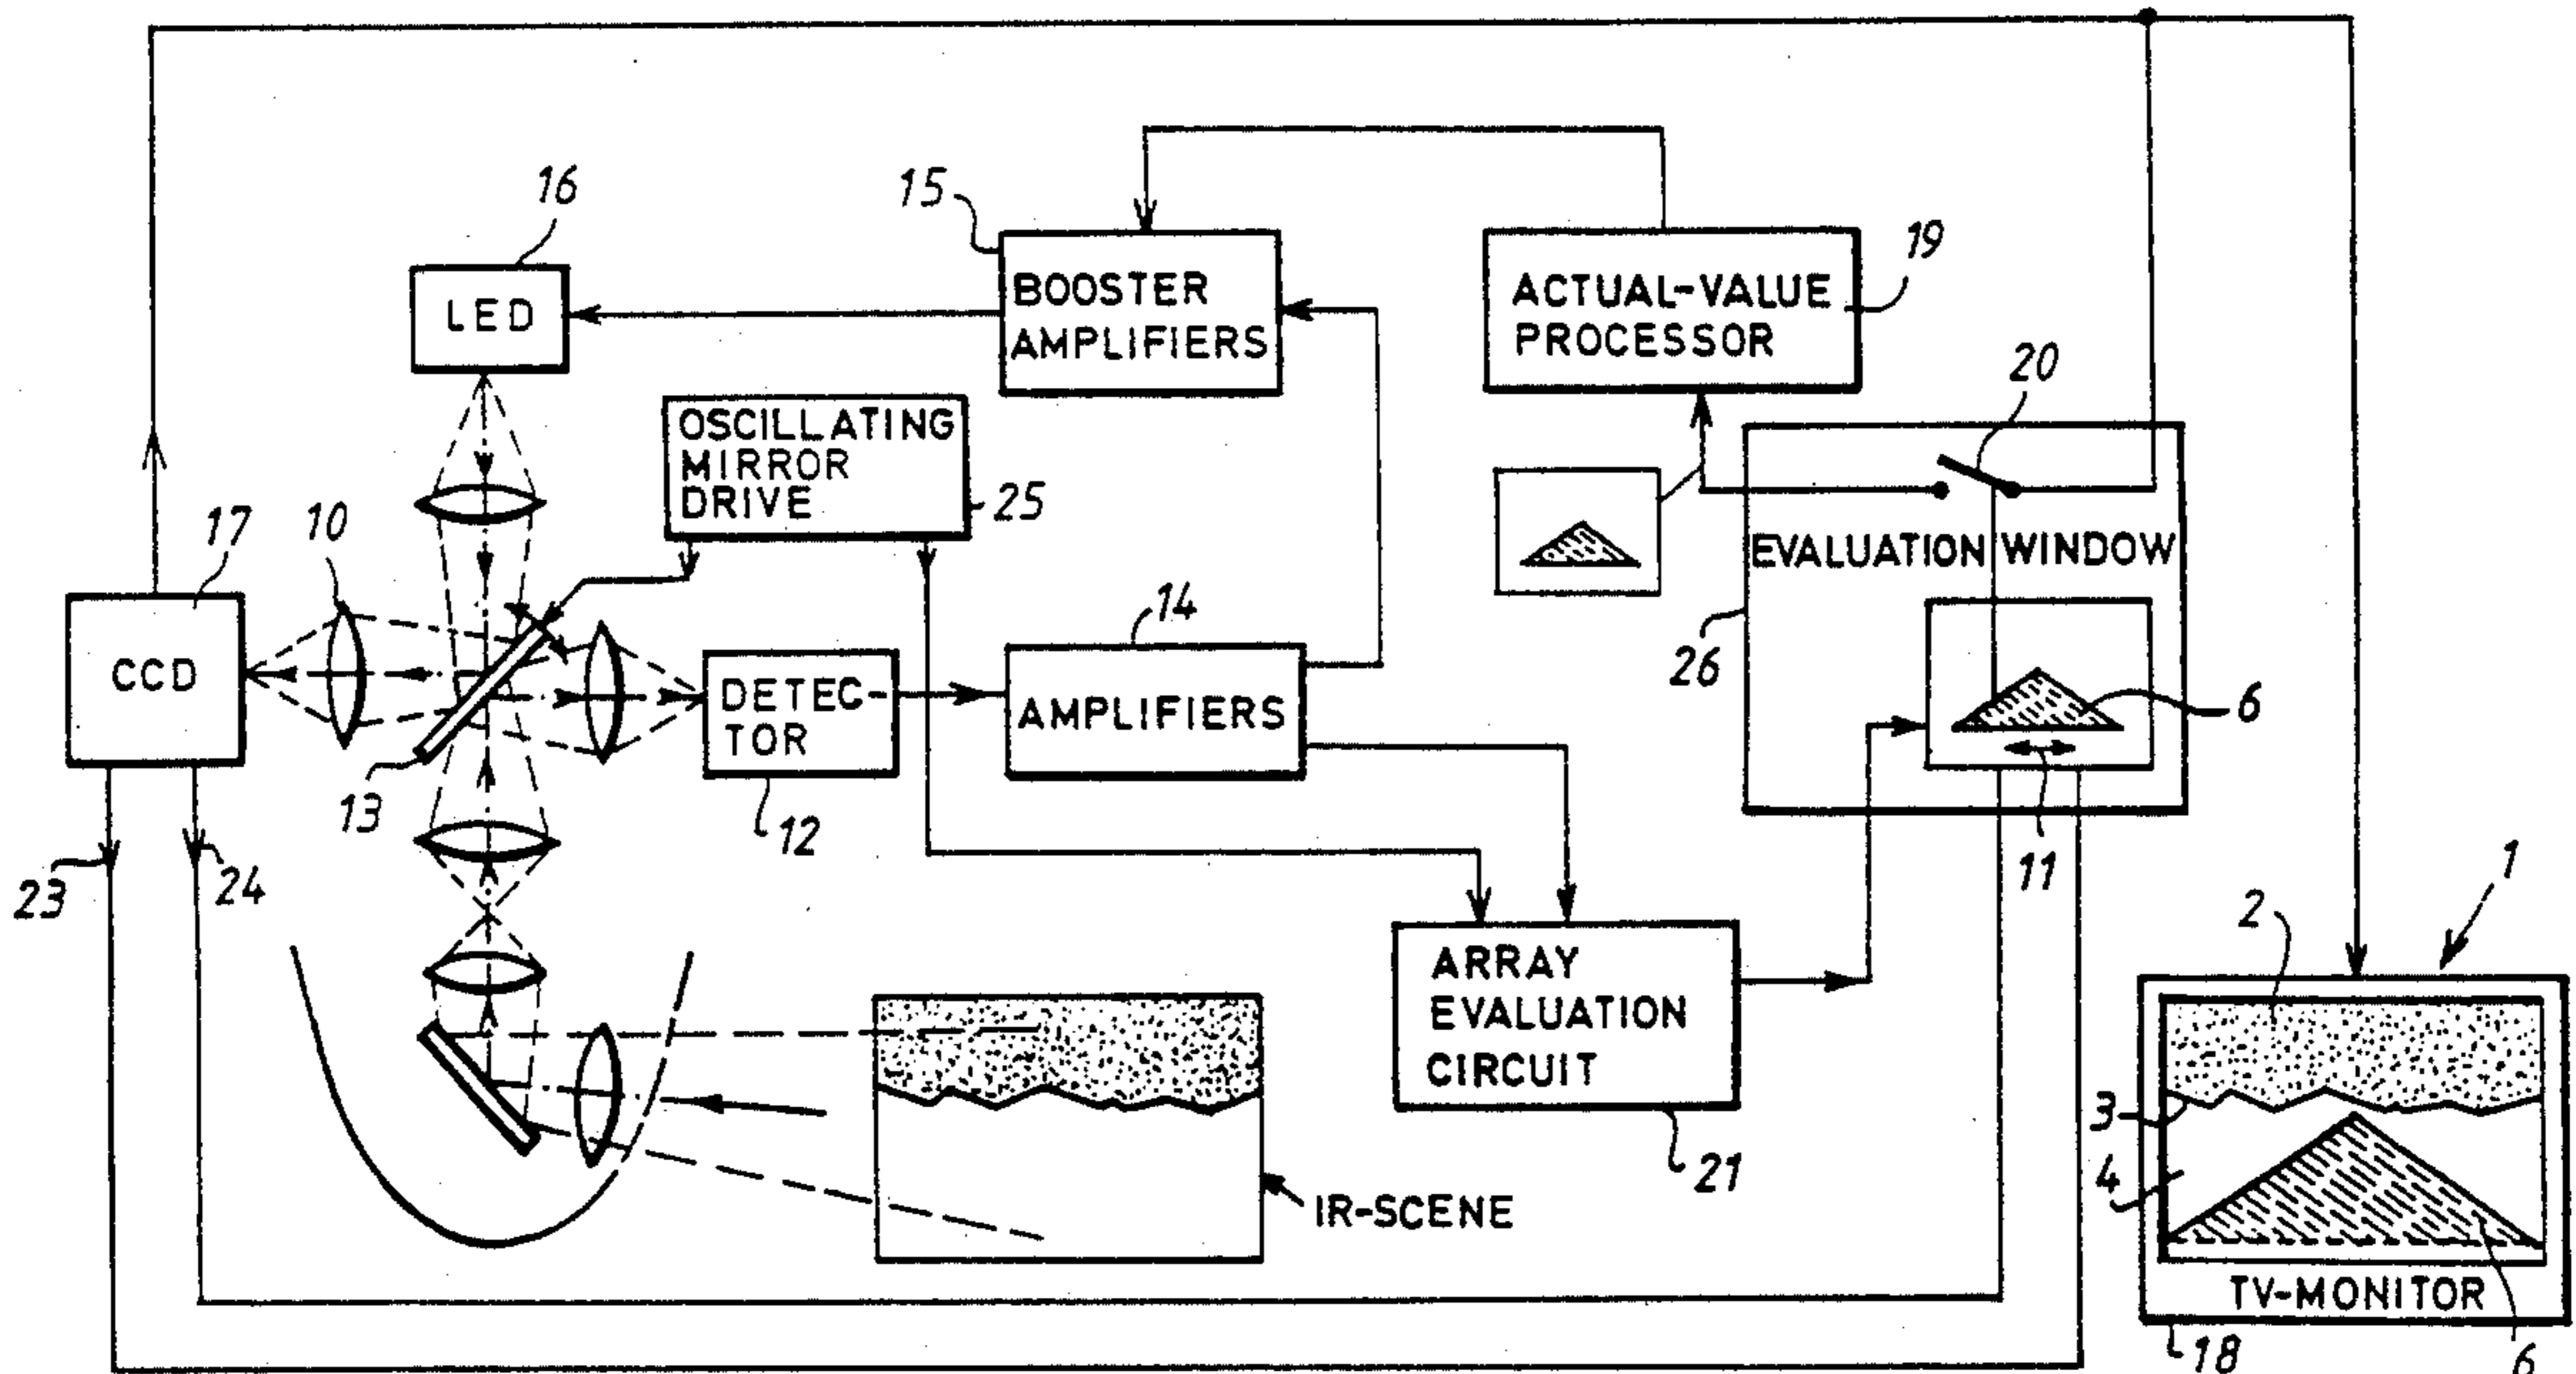 16
LED
15
BOOSTER
AMPLIFIERS
ACTUAL-VALUE
PROCESSOR
19
OSCILLATING
MIRROR
DRIVE
25
20
EVALUATION WINDOW
26
6
11
17
CCD
10
13
DETEC-
TOR
12
14
AMPLIFIERS
23
24
ARRAY
EVALUATION
CIRCUIT
21
IR-SCENE
1
2
3
4
TV-MONITOR
18
6